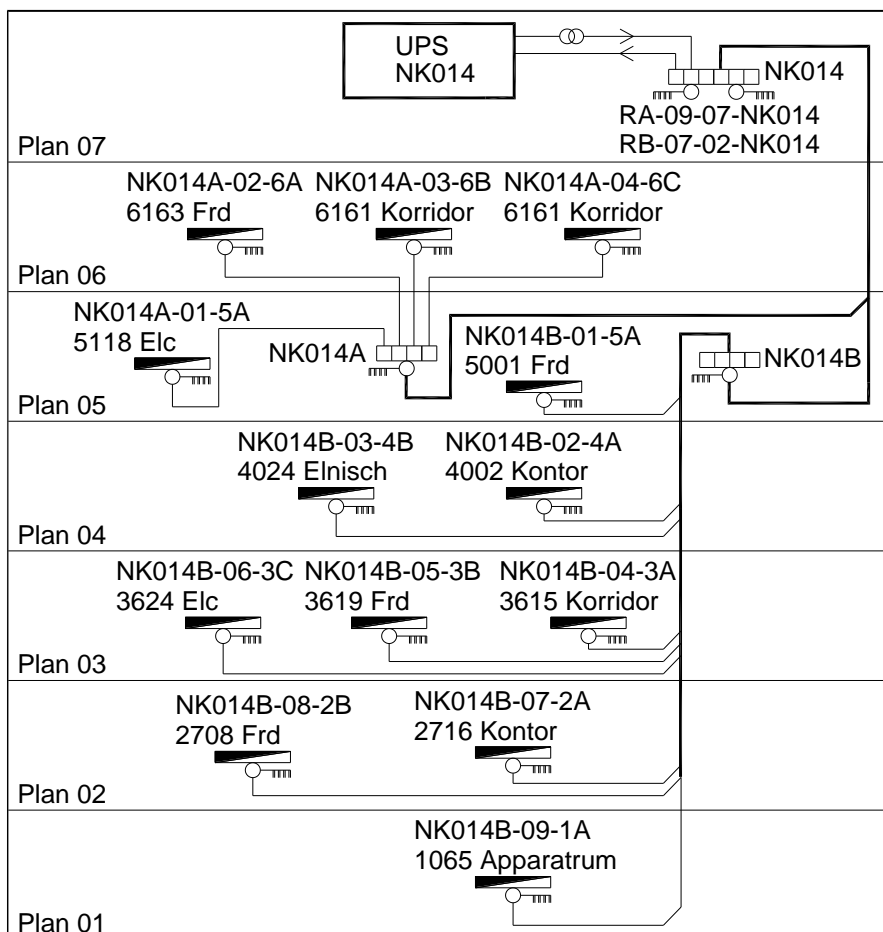 UPS
NK014
NK014
RA-09-07-NK014
RB-07-02-NK014
Plan 07
NK014A-02-6A
6163 Frd
NK014A-03-6B
6161 Korridor
NK014A-04-6C
6161 Korridor
Plan 06
NK014A-01-5A
5118 Elc
NK014A
NK014B-01-5A
5001 Frd
NK014B
Plan 05
NK014B-03-4B
4024 Elnisch
NK014B-02-4A
4002 Kontor
Plan 04
NK014B-06-3C
3624 Elc
NK014B-05-3B
3619 Frd
NK014B-04-3A
3615 Korridor
Plan 03
NK014B-08-2B
2708 Frd
NK014B-07-2A
2716 Kontor
Plan 02
NK014B-09-1A
1065 Apparatrum
Plan 01